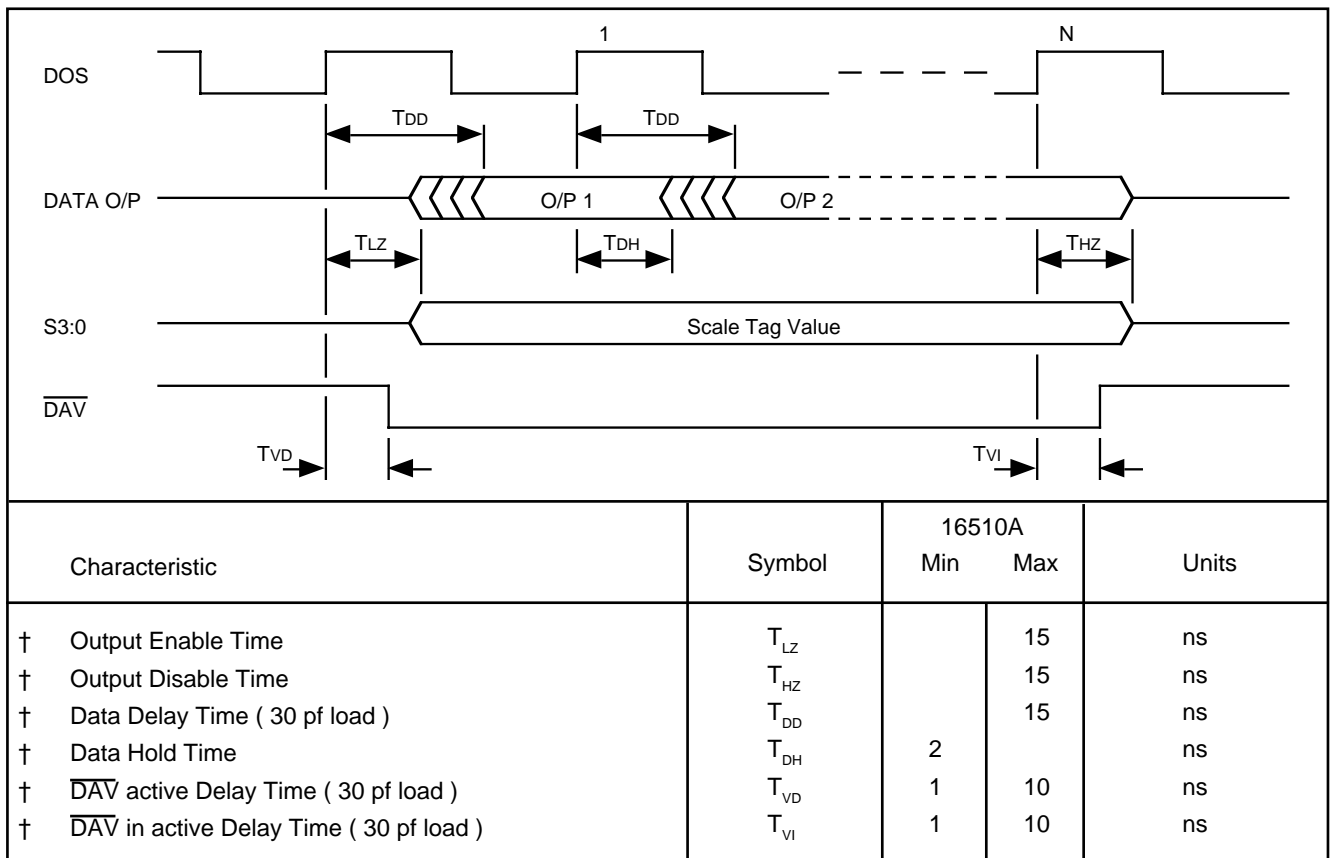 1 N
DOS
TDD TDD
DATA O/P O/P 1 O/P 2
TLZ TDH THZ
S3:0 Scale Tag Value
D̅A̅V̅
TVD TVI
16510A
Characteristic Symbol Min Max Units
† Output Enable Time TLZ 15 ns
† Output Disable Time THZ 15 ns
† Data Delay Time ( 30 pf load ) TDD 15 ns
† Data Hold Time TDH 2 ns
† D̅A̅V̅ active Delay Time ( 30 pf load ) TVD 1 10 ns
† D̅A̅V̅ in active Delay Time ( 30 pf load ) TVI 1 10 ns